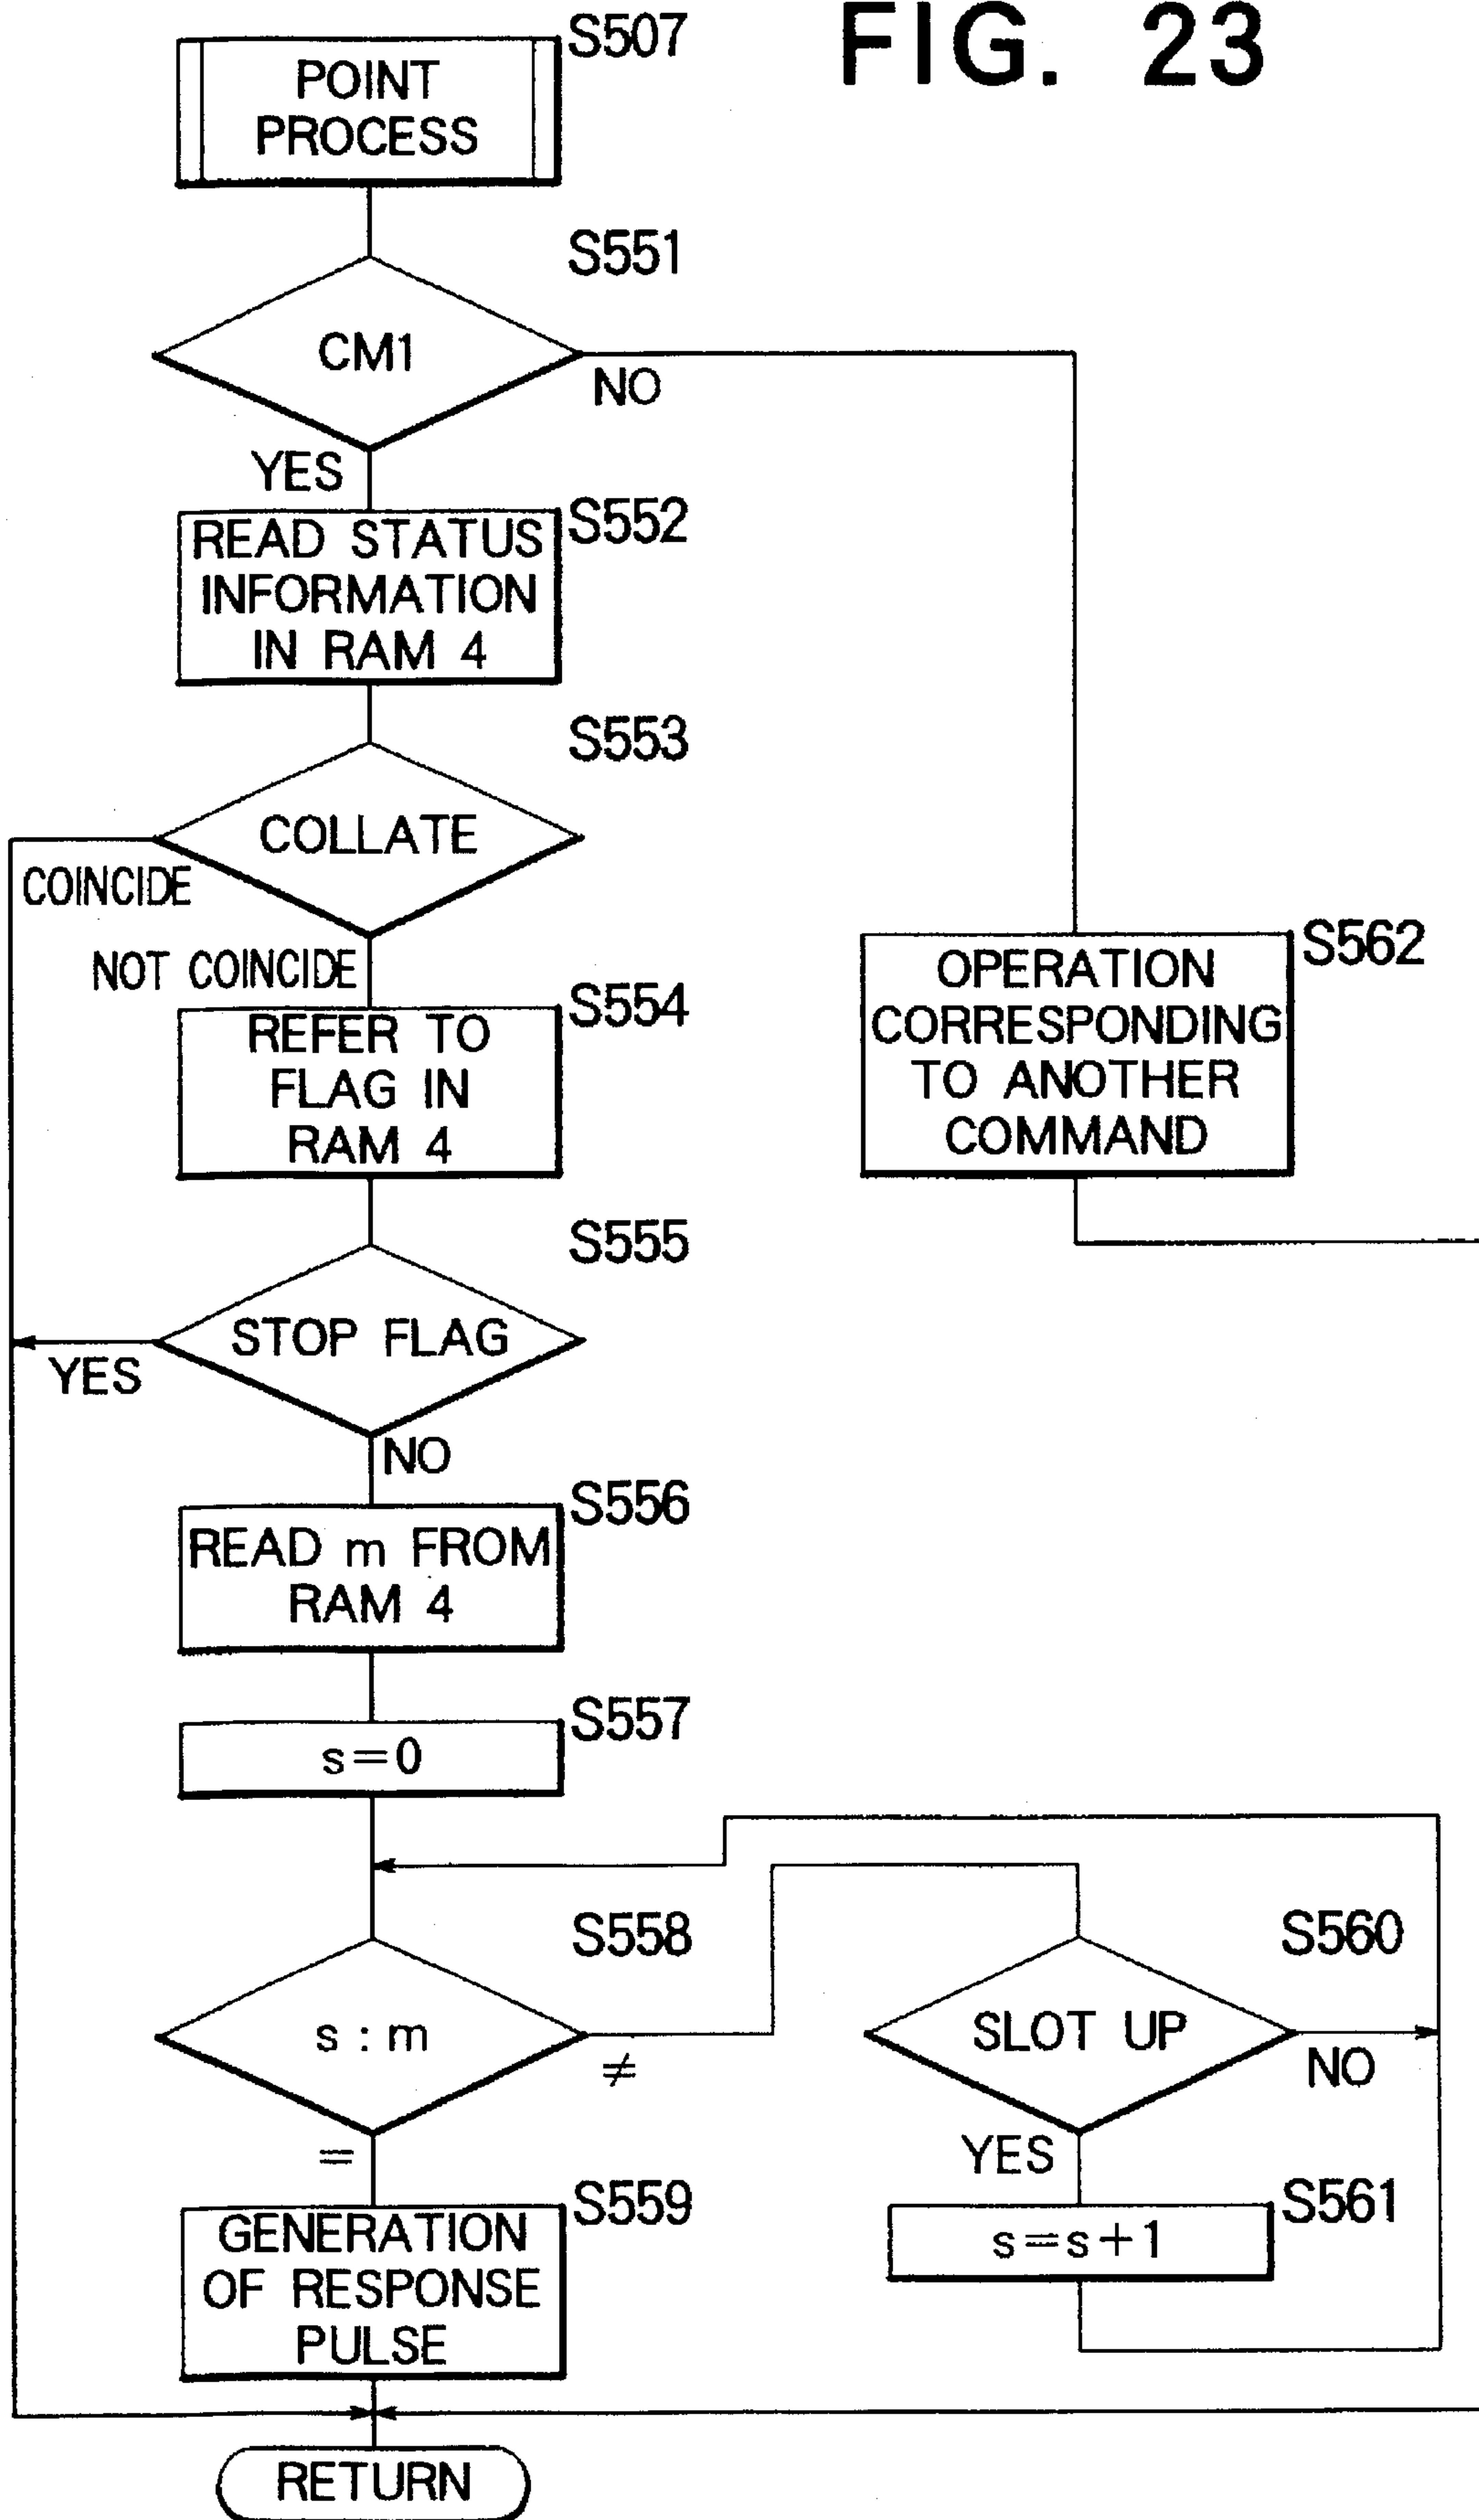 FIG. 23
S507
POINT
PROCESS
S551
CM1
NO
YES
S552
READ STATUS
INFORMATION
IN RAM 4
S553
COLLATE
COINCIDE
NOT COINCIDE
S554
REFER TO
FLAG IN
RAM 4
S562
OPERATION
CORRESPONDING
TO ANOTHER
COMMAND
S555
STOP FLAG
YES
NO
S556
READ m FROM
RAM 4
S557
s=0
S558
s : m
≠
=
S560
SLOT UP
NO
YES
S559
GENERATION
OF RESPONSE
PULSE
S561
s=s+1
RETURN